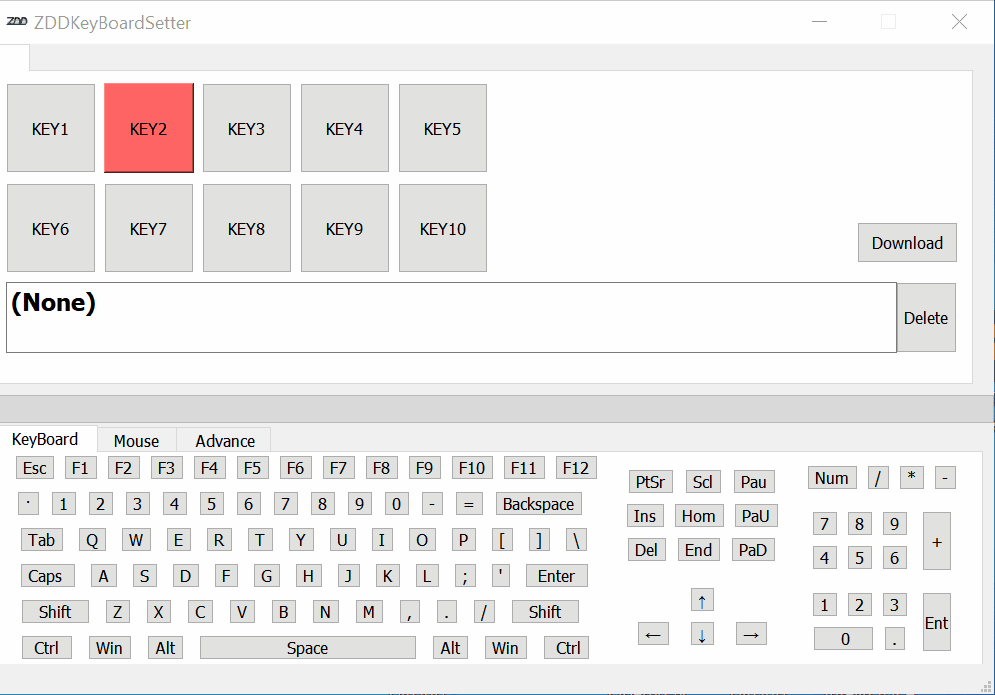 ZDD ZDDKeyBoardSetter
KEY1 KEY2 KEY3 KEY4 KEY5
KEY6 KEY7 KEY8 KEY9 KEY10
Download
(None)
Delete
KeyBoard Mouse Advance
Esc F1 F2 F3 F4 F5 F6 F7 F8 F9 F10 F11 F12
· 1 2 3 4 5 6 7 8 9 0 - = Backspace
Tab Q W E R T Y U I O P [ ] \
Caps A S D F G H J K L ; ' Enter
Shift Z X C V B N M , . / Shift
Ctrl Win Alt Space Alt Win Ctrl
PtSr Scl Pau
Ins Hom PaU
Del End PaD
↑
← ↓ →
Num / * -
7 8 9 +
4 5 6
1 2 3 Ent
0 .